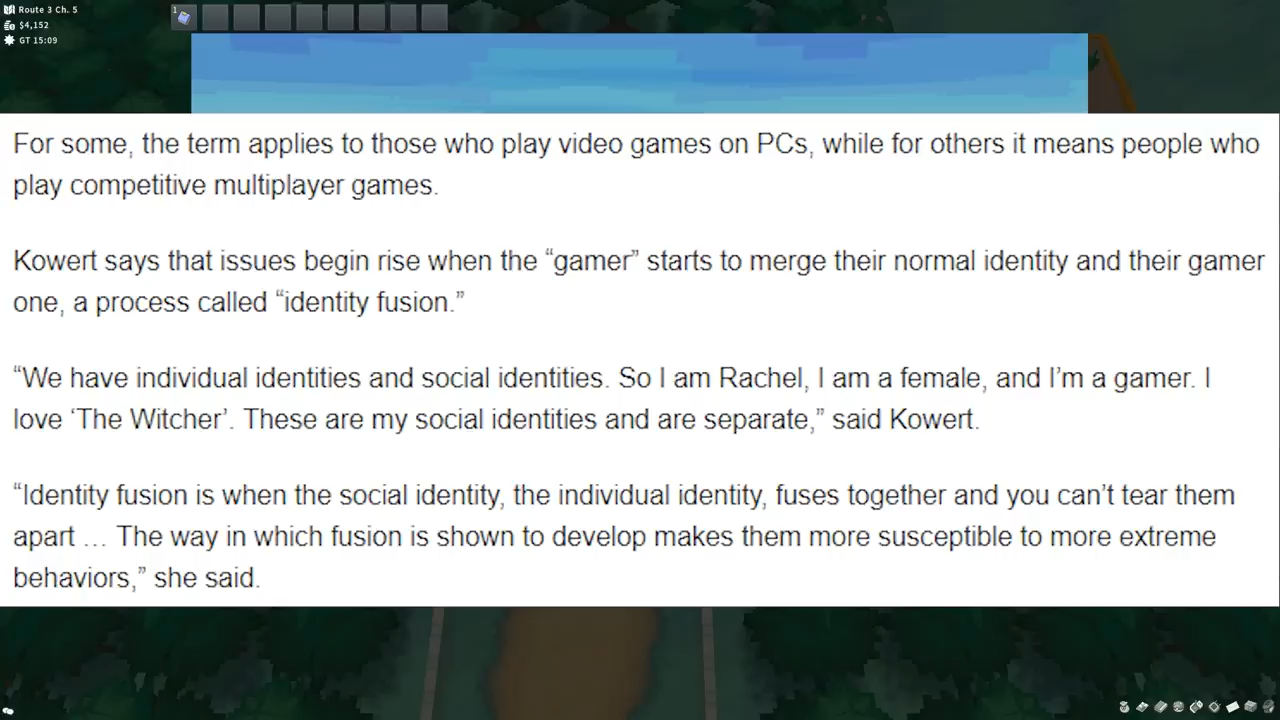 Route 3 Ch. 5
$4,152
GT 15:09
1
For some, the term applies to those who play video games on PCs, while for others it means people who
play competitive multiplayer games.
Kowert says that issues begin rise when the “gamer” starts to merge their normal identity and their gamer
one, a process called “identity fusion.”
“We have individual identities and social identities. So I am Rachel, I am a female, and I’m a gamer. I
love ‘The Witcher’. These are my social identities and are separate,” said Kowert.
“Identity fusion is when the social identity, the individual identity, fuses together and you can’t tear them
apart … The way in which fusion is shown to develop makes them more susceptible to more extreme
behaviors,” she said.